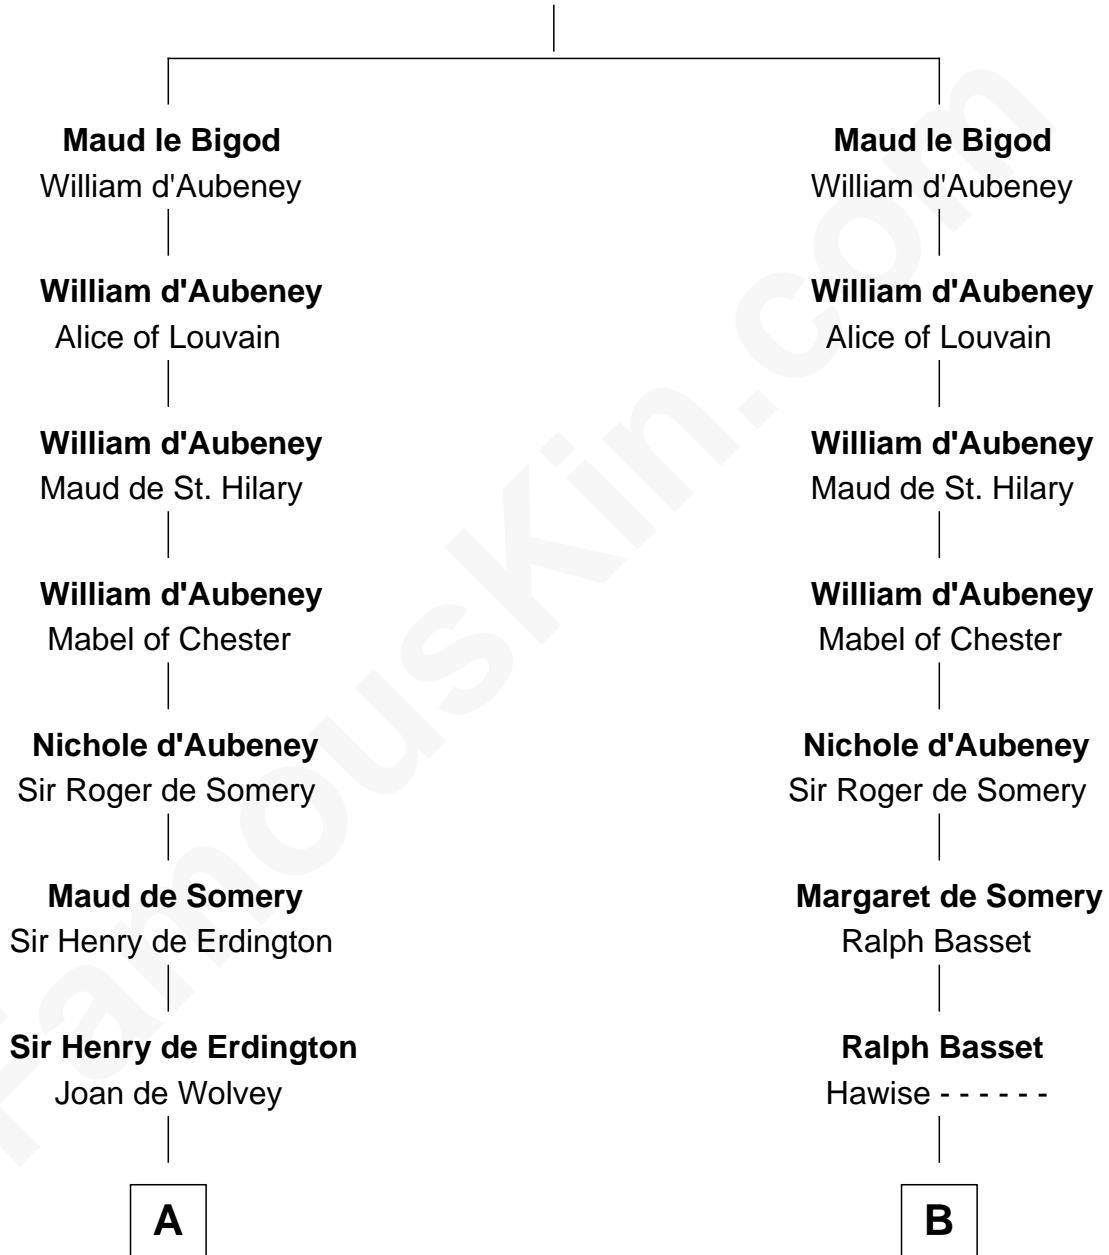 Maud le Bigod
William d'Aubeney
William d'Aubeney
Alice of Louvain
William d'Aubeney
Maud de St. Hilary
William d'Aubeney
Mabel of Chester
Nichole d'Aubeney
Sir Roger de Somery
Maud de Somery
Sir Henry de Erdington
Sir Henry de Erdington
Joan de Wolvey
A
Maud le Bigod
William d'Aubeney
William d'Aubeney
Alice of Louvain
William d'Aubeney
Maud de St. Hilary
William d'Aubeney
Mabel of Chester
Nichole d'Aubeney
Sir Roger de Somery
Margaret de Somery
Ralph Basset
Ralph Basset
Hawise - - - - - -
B
FamousKin.com